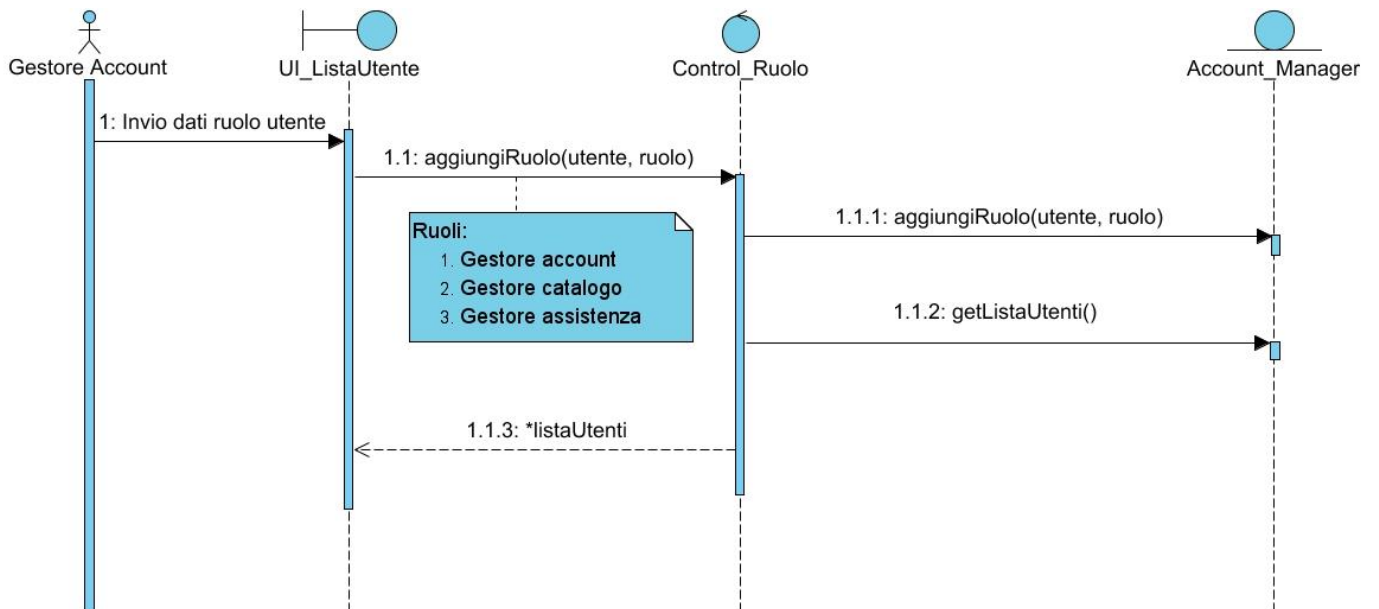 Gestore Account
UI_ListaUtente
Control_Ruolo
Account_Manager
1: Invio dati ruolo utente
1.1: aggiungiRuolo(utente, ruolo)
Ruoli:
1. Gestore account
2. Gestore catalogo
3. Gestore assistenza
1.1.1: aggiungiRuolo(utente, ruolo)
1.1.2: getListaUtenti()
1.1.3: *listaUtenti